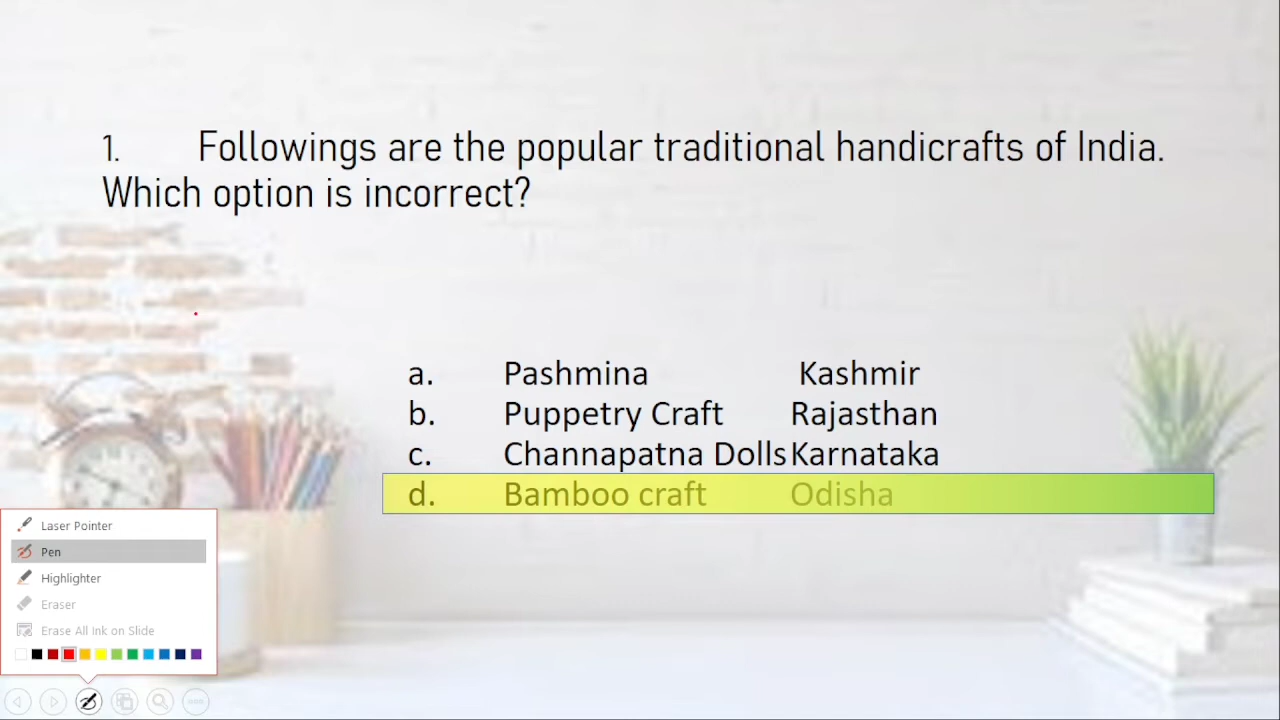 1. Followings are the popular traditional handicrafts of India.
Which option is incorrect?
a. Pashmina Kashmir
b. Puppetry Craft Rajasthan
c. Channapatna Dolls Karnataka
d. Bamboo craft Odisha
Laser Pointer
Pen
Highlighter
Eraser
Erase All Ink on Slide